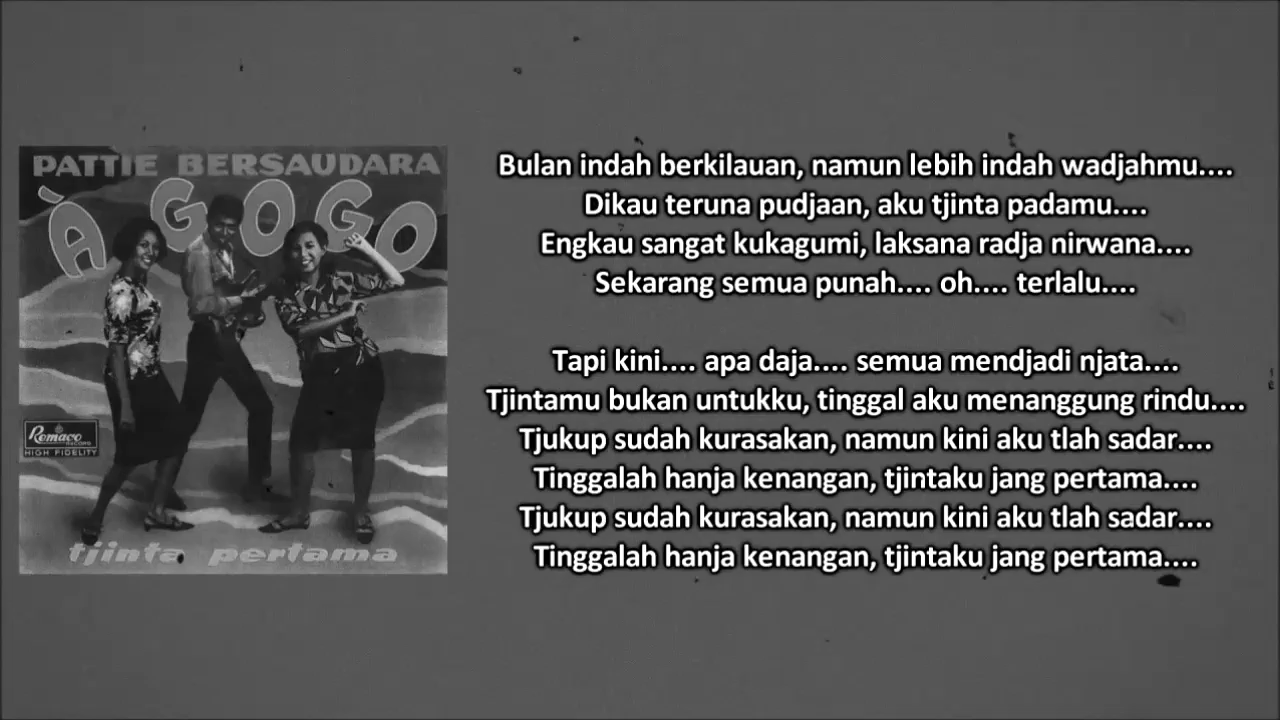 PATTIE BERSAUDARA
À GOGO
Remaco
RECORD
HIGH FIDELITY
tjinta pertama
Bulan indah berkilauan, namun lebih indah wadjahmu....
Dikau teruna pudjaan, aku tjinta padamu....
Engkau sangat kukagumi, laksana radja nirwana....
Sekarang semua punah.... oh.... terlalu....
Tapi kini.... apa daja.... semua mendjadi njata....
Tjintamu bukan untukku, tinggal aku menanggung rindu....
Tjukup sudah kurasakan, namun kini aku tlah sadar....
Tinggalah hanja kenangan, tjintaku jang pertama....
Tjukup sudah kurasakan, namun kini aku tlah sadar....
Tinggalah hanja kenangan, tjintaku jang pertama....